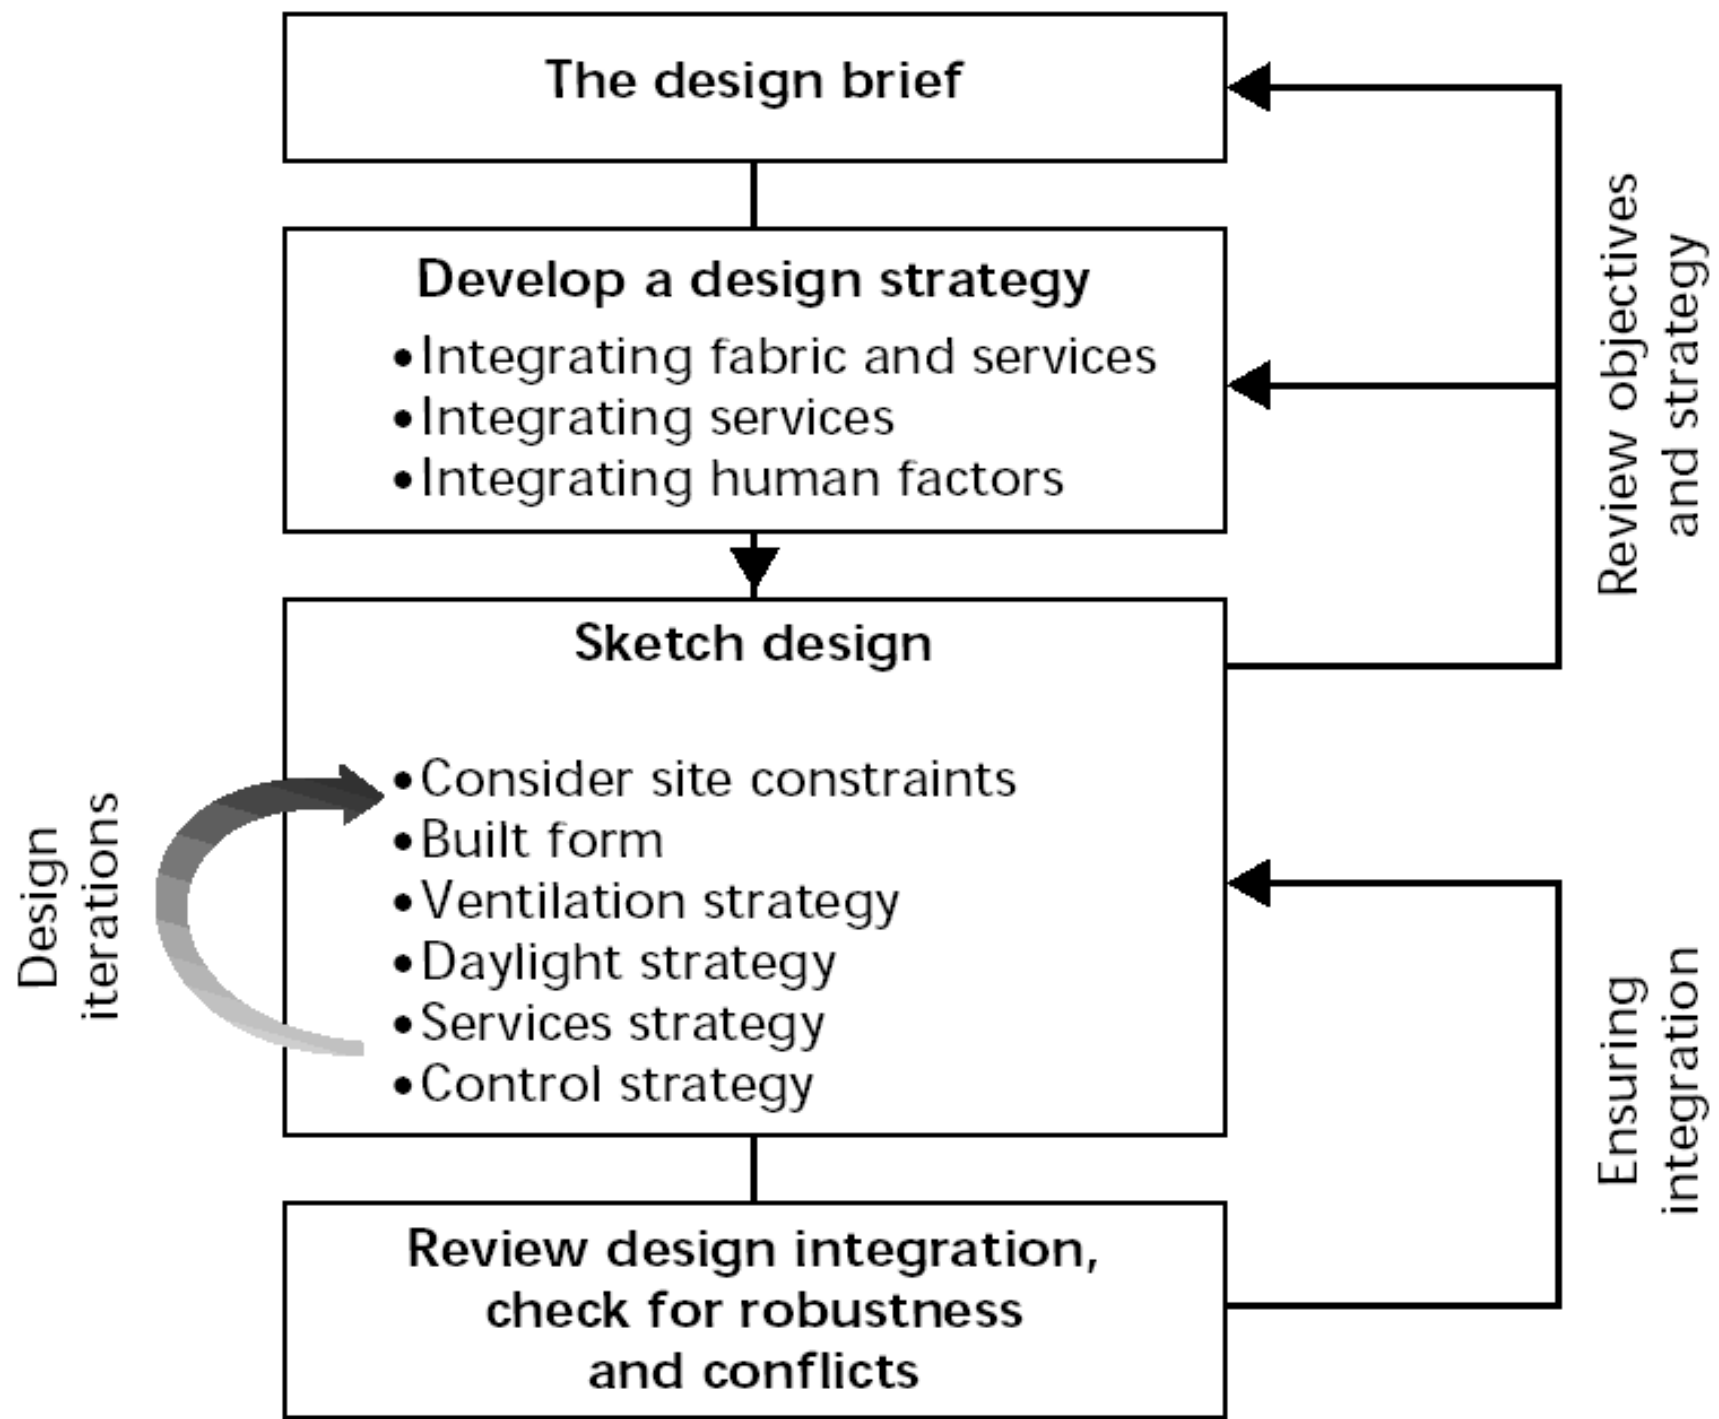 The design brief
Develop a design strategy
•Integrating fabric and services
•Integrating services
•Integrating human factors
Review objectives
and strategy
Sketch design
•Consider site constraints
•Built form
•Ventilation strategy
•Daylight strategy
•Services strategy
•Control strategy
Design
iterations
Ensuring
integration
Review design integration,
check for robustness
and conflicts